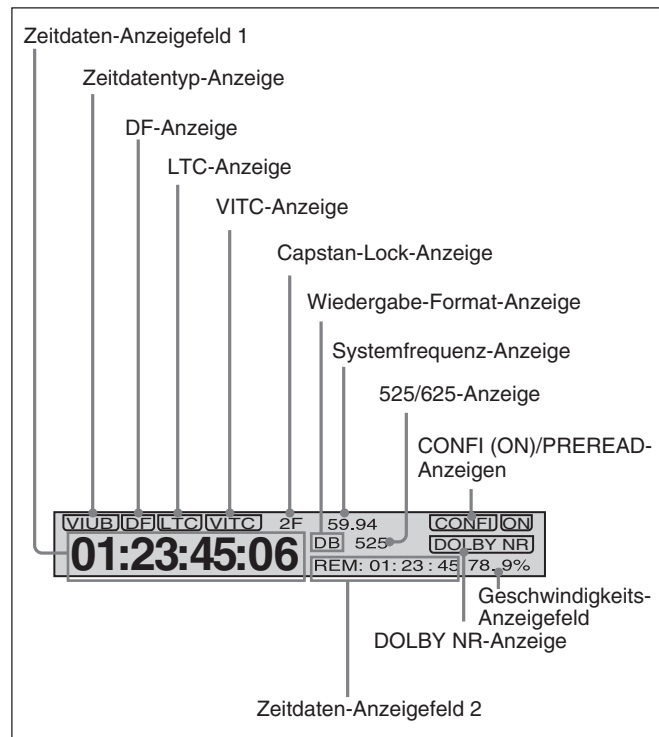 Zeitdaten-Anzeigefeld 1
Zeitdatentyp-Anzeige
DF-Anzeige
LTC-Anzeige
VITC-Anzeige
Capstan-Lock-Anzeige
Wiedergabe-Format-Anzeige
Systemfrequenz-Anzeige
525/625-Anzeige
CONFI (ON)/PREREAD-
Anzeigen
VIUB DF LTC VITC 2F 59.94 CONFI ON
01:23:45:06 DB 525 DOLBY NR
REM: 01: 23 : 45 78. 9%
Geschwindigkeits-
Anzeigefeld
DOLBY NR-Anzeige
Zeitdaten-Anzeigefeld 2